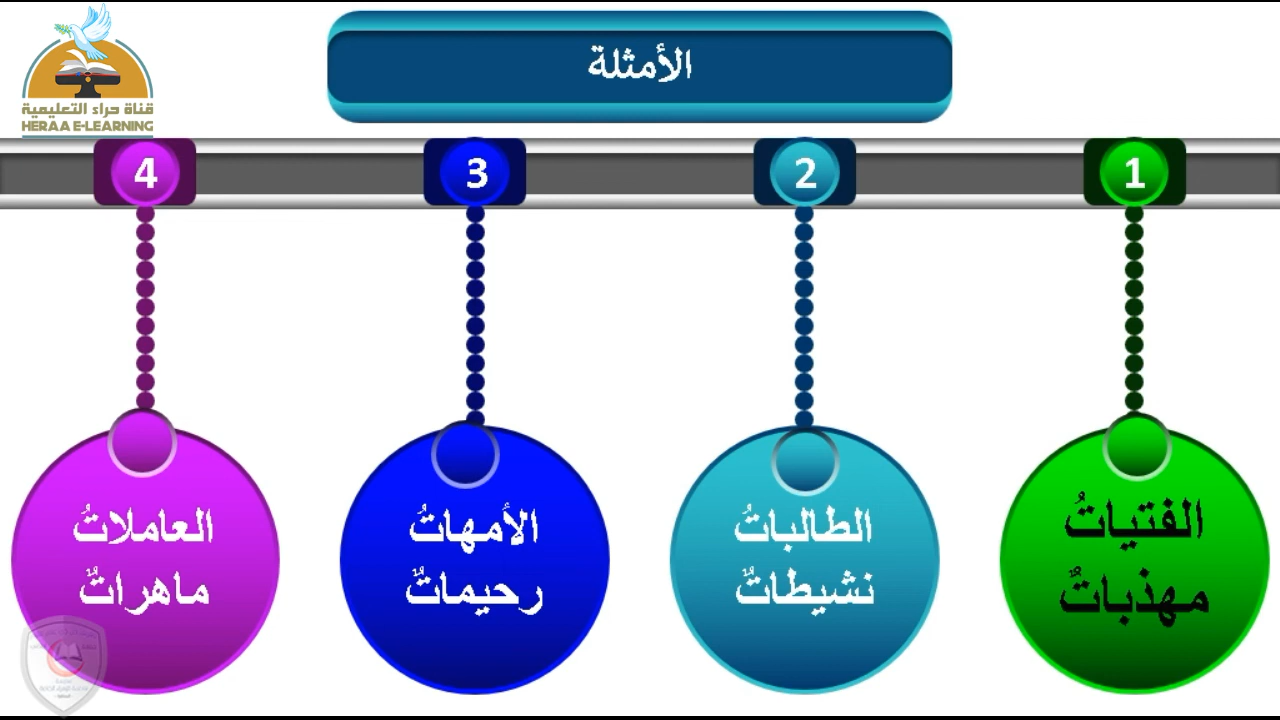 قناة حراء التعليمية
HERAA E-LEARNING
الأمثلة
1
2
3
4
الفتياتُ
مهذباتٌ
الطالباتُ
نشيطاتٌ
الأمهاتُ
رحيماتٌ
العاملاتُ
ماهراتٌ